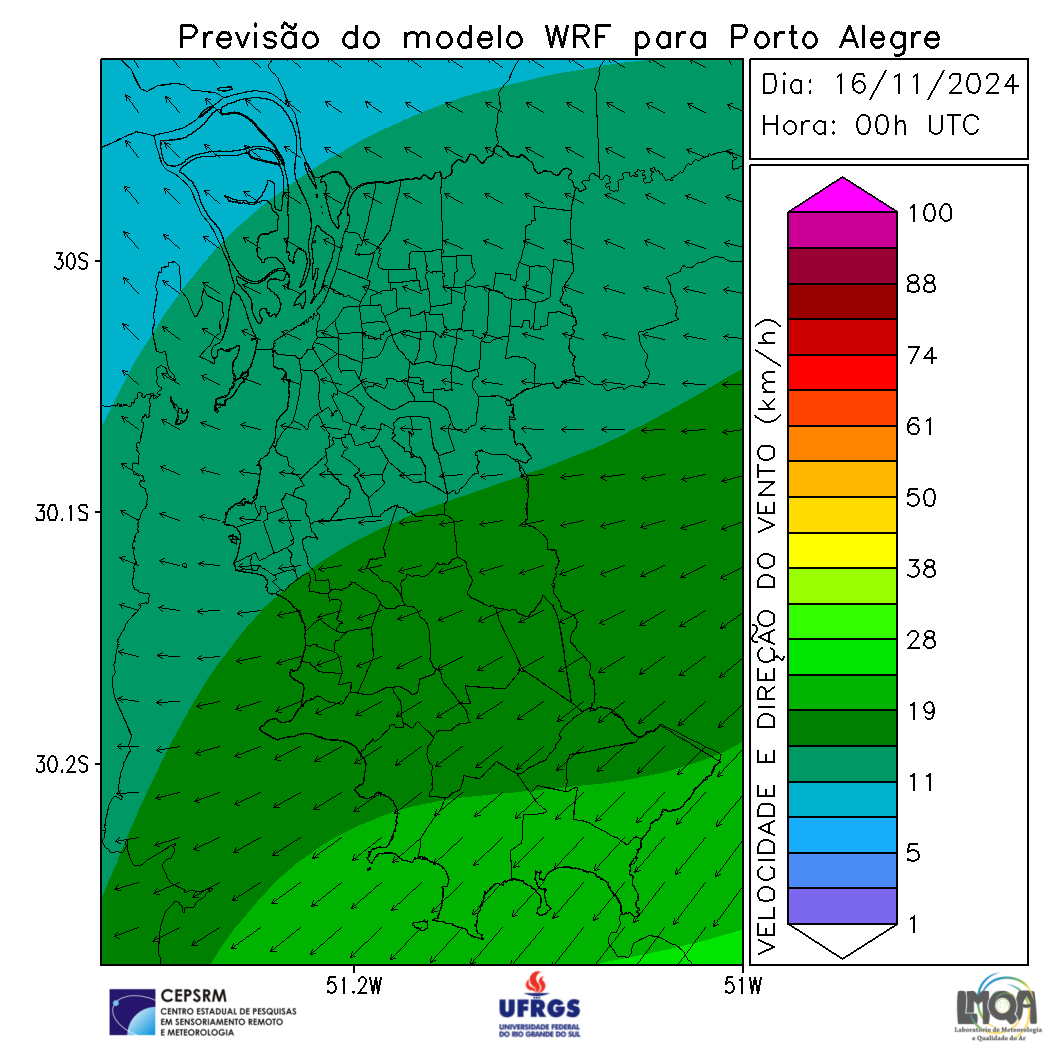 Previsão do modelo WRF para Porto Alegre
Dia: 16/11/2024
Hora: 00h UTC
30S
30.1S
30.2S
51.2W
51W
VELOCIDADE E DIREÇÃO DO VENTO (km/h)
100
88
74
61
50
38
28
19
11
5
1
CEPSRM
CENTRO ESTADUAL DE PESQUISAS
EM SENSORIAMENTO REMOTO
E METEOROLOGIA
UFRGS
UNIVERSIDADE FEDERAL
DO RIO GRANDE DO SUL
LMQA
Laboratório de Meteorologia
e Qualidade do Ar